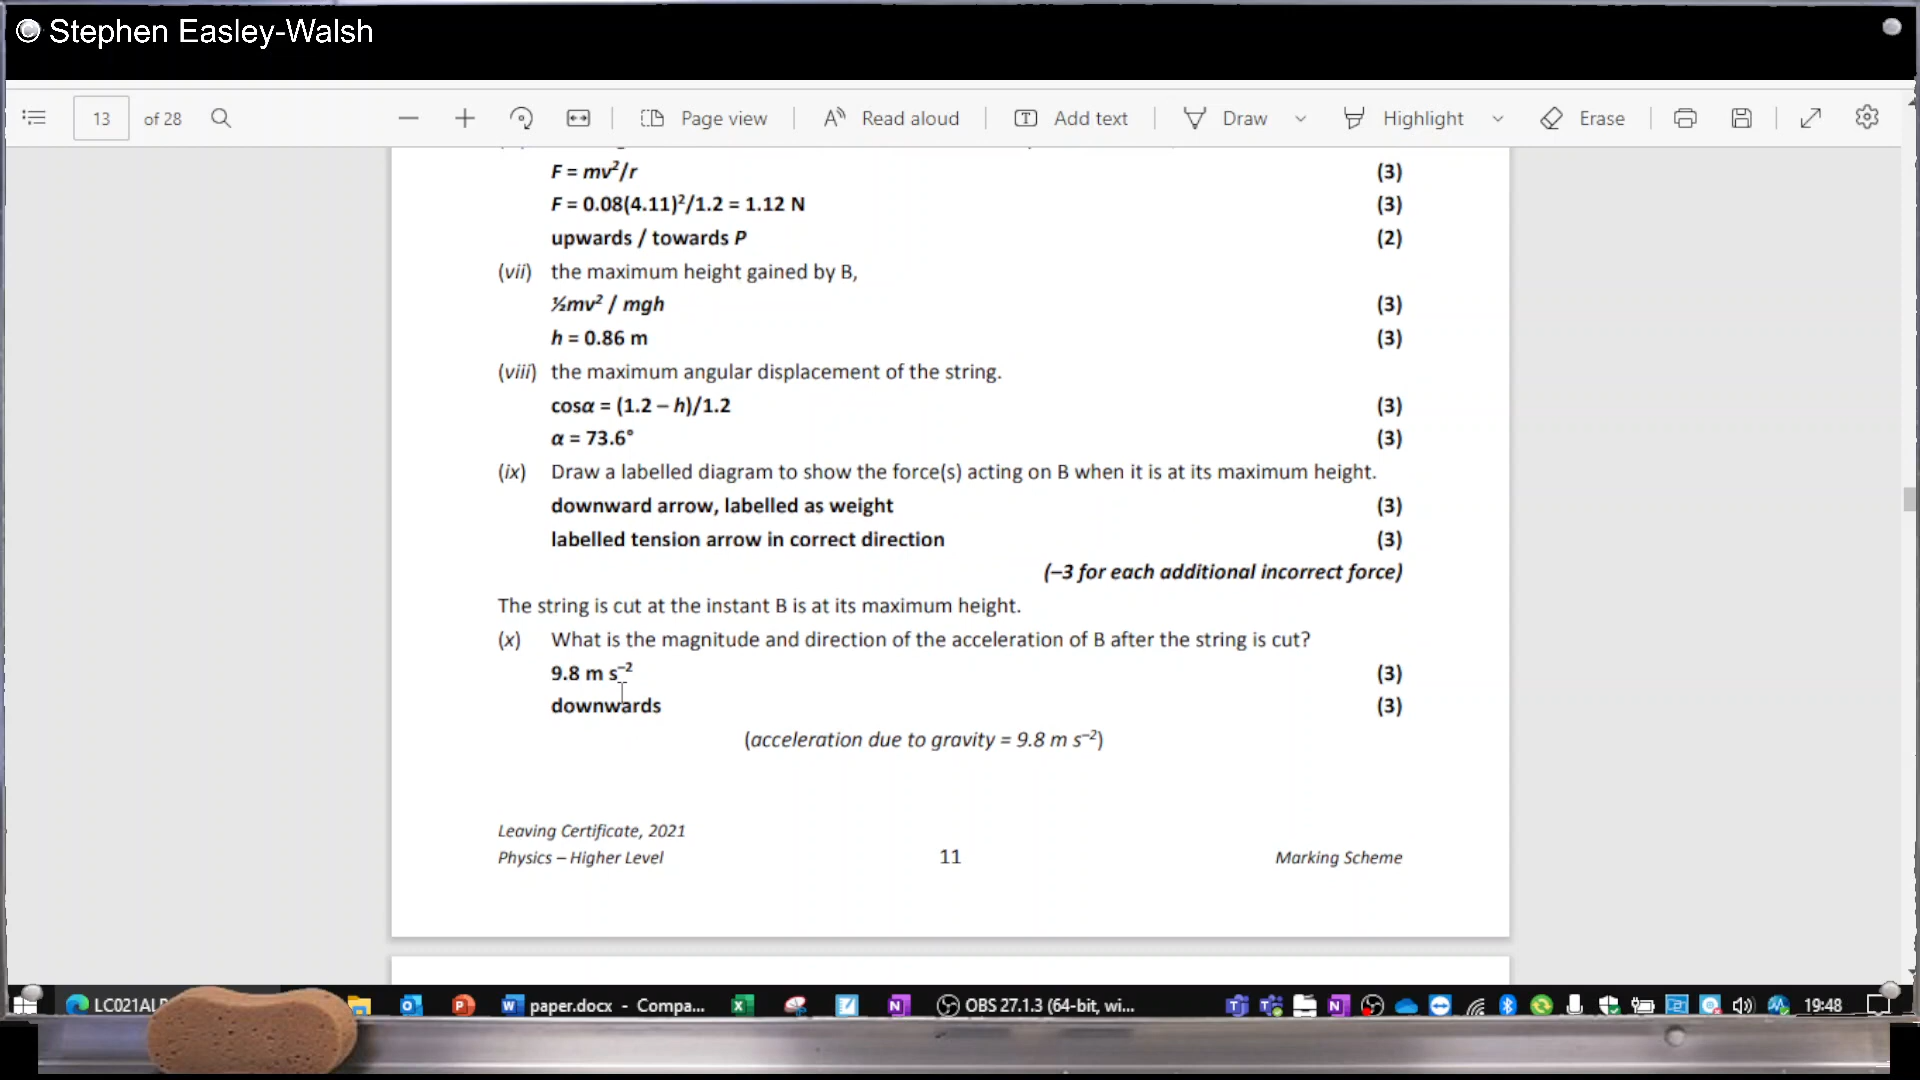 Stephen Easley-Walsh
13 of 28 Page view Read aloud Add text Draw Highlight Erase
F = mv²/r (3)
F = 0.08(4.11)²/1.2 = 1.12 N (3)
upwards / towards P (2)
(vii) the maximum height gained by B,
½mv² / mgh (3)
h = 0.86 m (3)
(viii) the maximum angular displacement of the string.
cosα = (1.2 – h)/1.2 (3)
α = 73.6° (3)
(ix) Draw a labelled diagram to show the force(s) acting on B when it is at its maximum height.
downward arrow, labelled as weight (3)
labelled tension arrow in correct direction (3)
(–3 for each additional incorrect force)
The string is cut at the instant B is at its maximum height.
(x) What is the magnitude and direction of the acceleration of B after the string is cut?
9.8 m s⁻² (3)
downwards (3)
(acceleration due to gravity = 9.8 m s⁻²)
Leaving Certificate, 2021
Physics – Higher Level 11 Marking Scheme
paper.docx - Compa... OBS 27.1.3 (64-bit, wi... 19:48